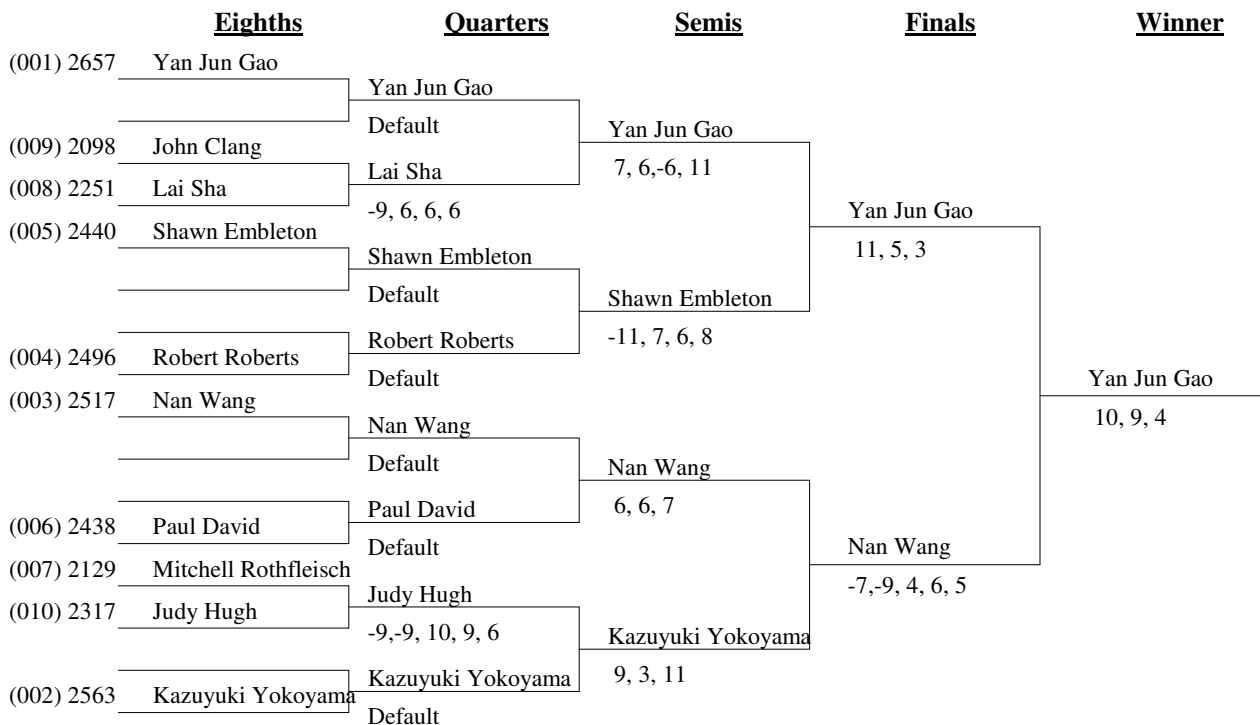 Eighths Quarters Semis Finals Winner
(001) 2657 Yan Jun Gao
Yan Jun Gao
Default
Yan Jun Gao
(009) 2098 John Clang
7, 6,-6, 11
Lai Sha
(008) 2251 Lai Sha
-9, 6, 6, 6
Yan Jun Gao
(005) 2440 Shawn Embleton
11, 5, 3
Shawn Embleton
Default
Shawn Embleton
-11, 7, 6, 8
Robert Roberts
(004) 2496 Robert Roberts
Default
Yan Jun Gao
(003) 2517 Nan Wang
10, 9, 4
Nan Wang
Default
Nan Wang
6, 6, 7
Paul David
(006) 2438 Paul David
Default
Nan Wang
(007) 2129 Mitchell Rothfleisch
-7,-9, 4, 6, 5
Judy Hugh
(010) 2317 Judy Hugh
-9,-9, 10, 9, 6
Kazuyuki Yokoyama
9, 3, 11
Kazuyuki Yokoyama
(002) 2563 Kazuyuki Yokoyama
Default